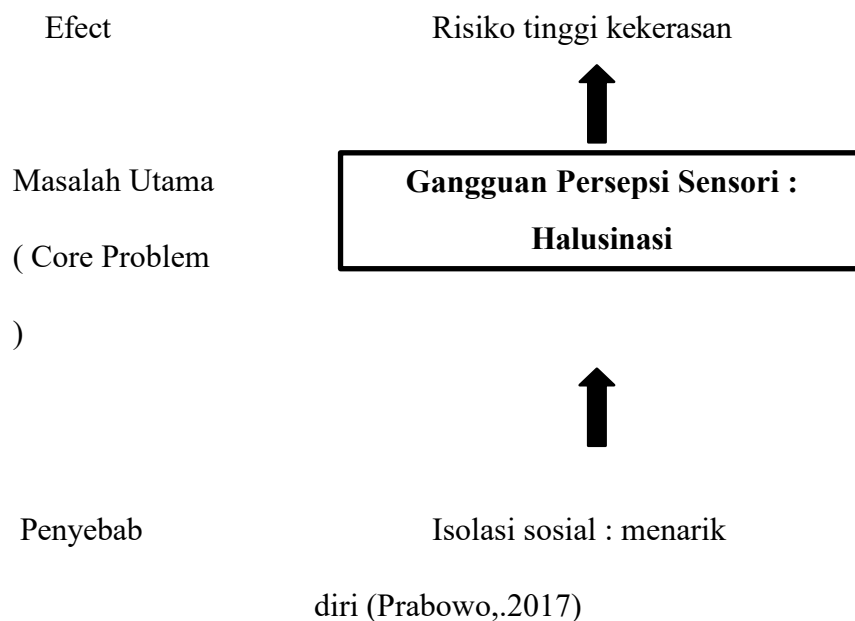 Efect Risiko tinggi kekerasan
Masalah Utama Gangguan Persepsi Sensori :
( Core Problem Halusinasi
)
Penyebab Isolasi sosial : menarik
diri (Prabowo,.2017)